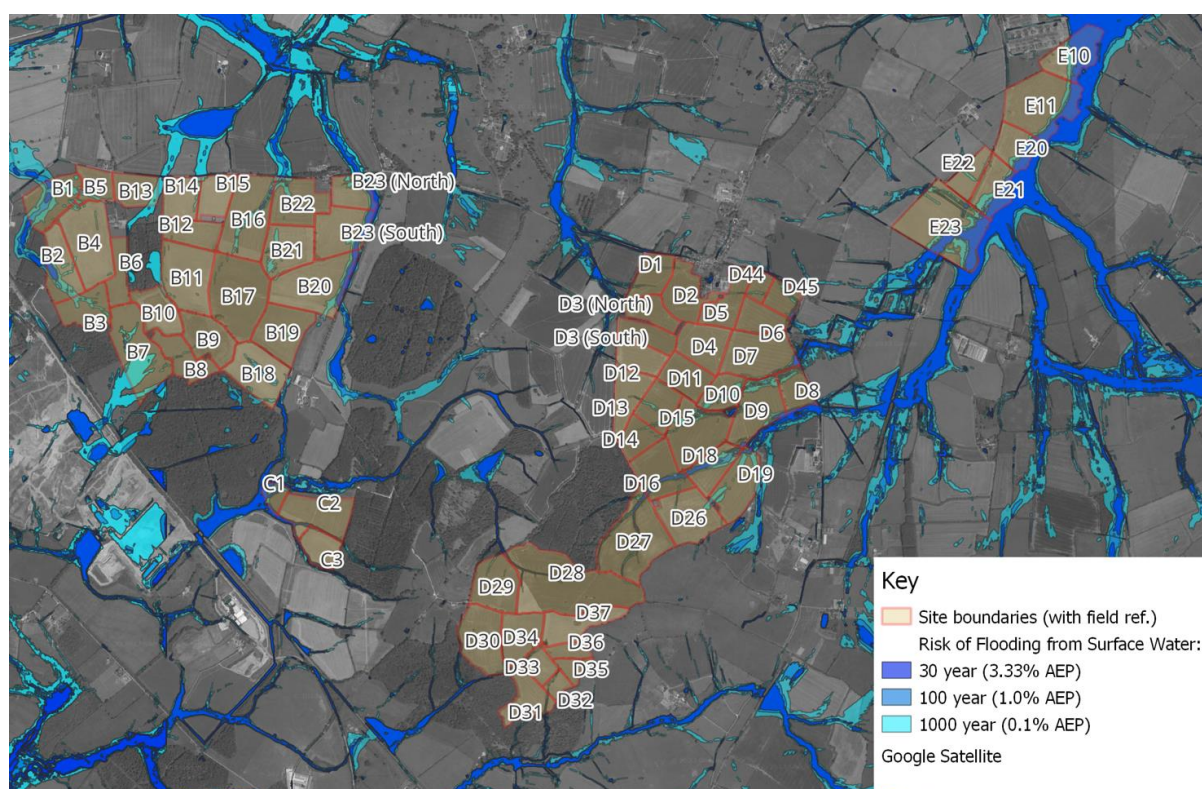 E10
E11
E20
E22
E21
E23
B1
B5
B13
B14
B15
B23 (North)
B22
B12
B16
B23 (South)
B2
B4
B6
B21
B11
B20
B17
B3
B10
B9
B19
B7
B8
B18
D1
D44
D45
D2
D3 (North)
D5
D3 (South)
D6
D4
D7
D12
D11
D10
D8
D13
D9
D15
D14
D18
D19
D16
D26
D27
C1
C2
C3
D28
D29
D37
D30
D34
D36
D33
D35
D32
D31
Key
Site boundaries (with field ref.)
Risk of Flooding from Surface Water:
30 year (3.33% AEP)
100 year (1.0% AEP)
1000 year (0.1% AEP)
Google Satellite